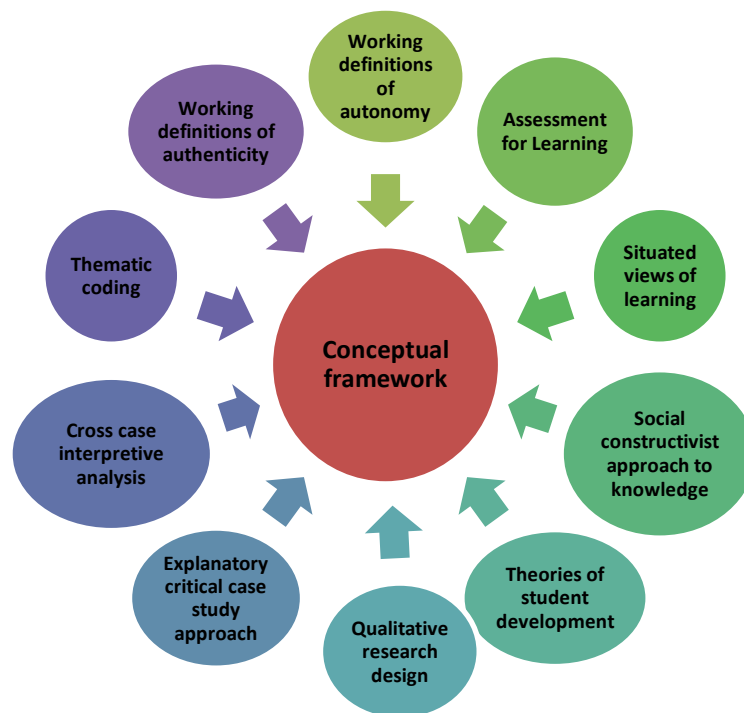 Working
definitions
of
autonomy
Assessment
for Learning
Situated
views of
learning
Social
constructivist
approach to
knowledge
Theories of
student
development
Qualitative
research
design
Explanatory
critical case
study
approach
Cross case
interpretive
analysis
Thematic
coding
Working
definitions of
authenticity
Conceptual
framework